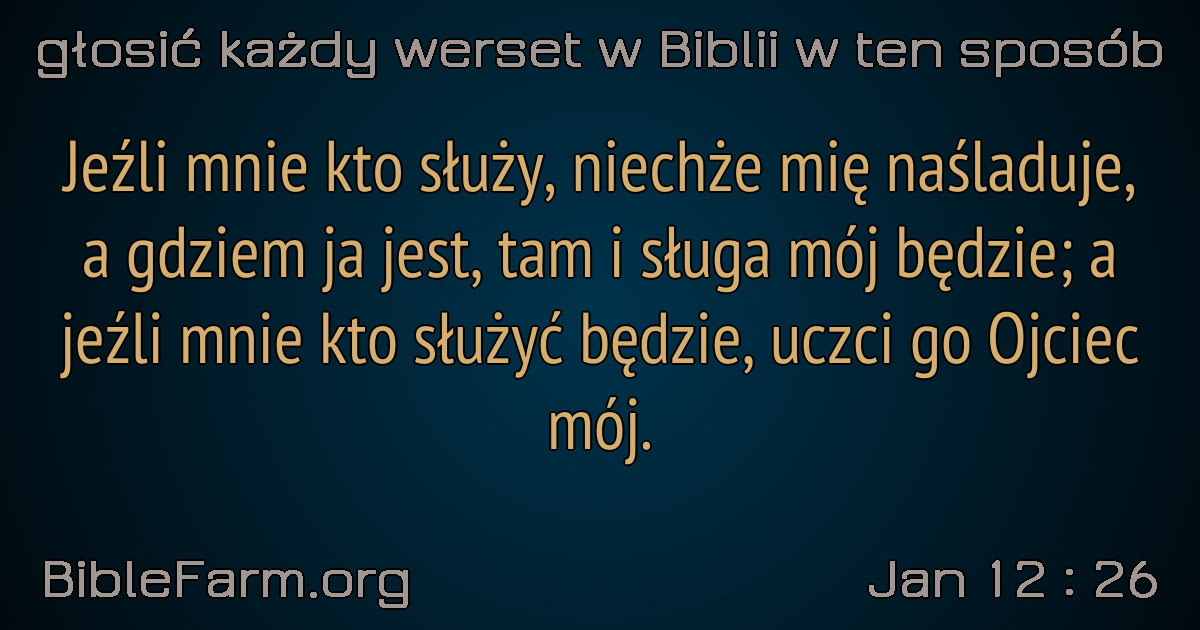 głosić każdy werset w Biblii w ten sposób
Jeźli mnie kto służy, niechże mię naśladuje,
a gdziem ja jest, tam i sługa mój będzie; a
jeźli mnie kto służyć będzie, uczci go Ojciec
mój.
BibleFarm.org
Jan 12 : 26